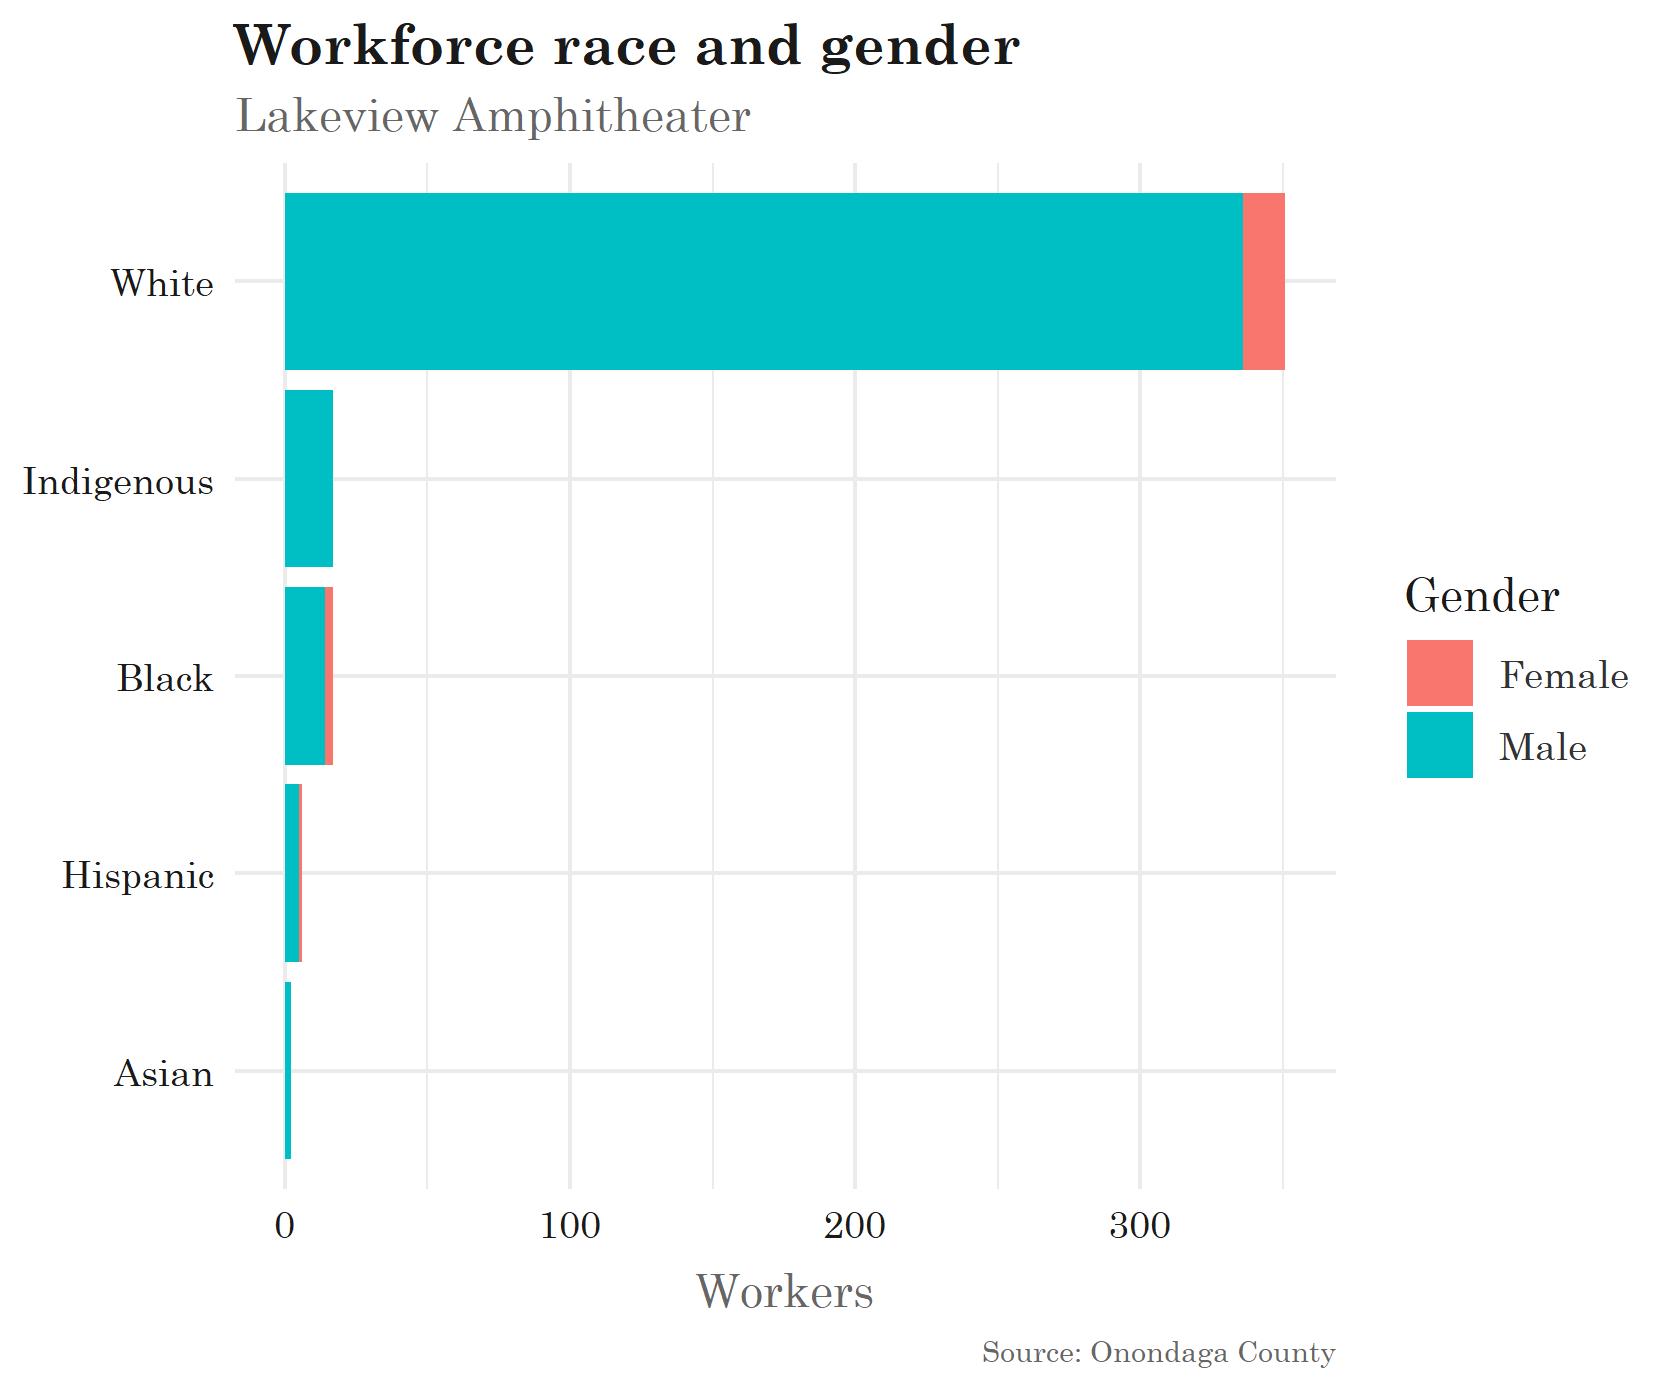 Workforce race and gender
Lakeview Amphitheater
White
Indigenous
Black
Hispanic
Asian
0 100 200 300
Workers
Gender
Female
Male
Source: Onondaga County